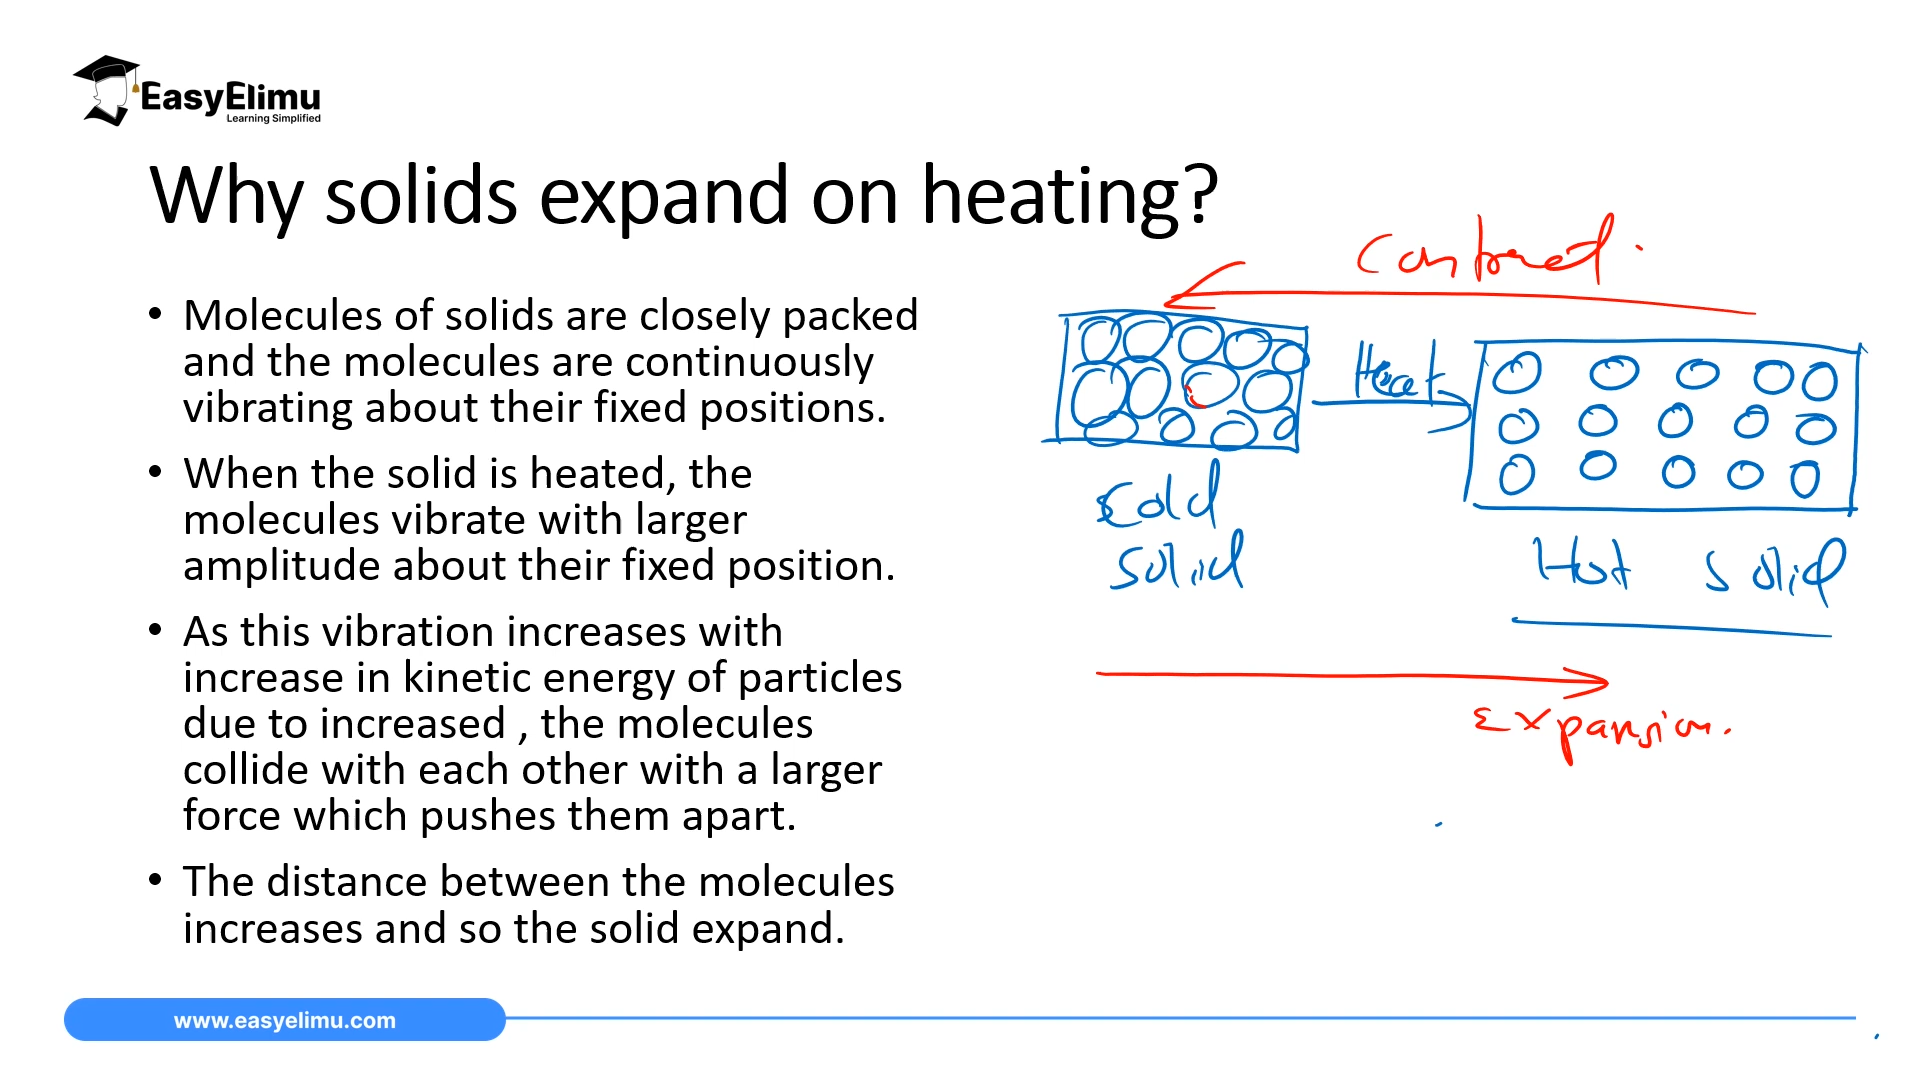 EasyElimu
Learning Simplified
Why solids expand on heating?
• Molecules of solids are closely packed
and the molecules are continuously
vibrating about their fixed positions.
• When the solid is heated, the
molecules vibrate with larger
amplitude about their fixed position.
• As this vibration increases with
increase in kinetic energy of particles
due to increased , the molecules
collide with each other with a larger
force which pushes them apart.
• The distance between the molecules
increases and so the solid expand.
Contract.
Heat
Cold
solid
Hot solid
Expansion.
www.easyelimu.com